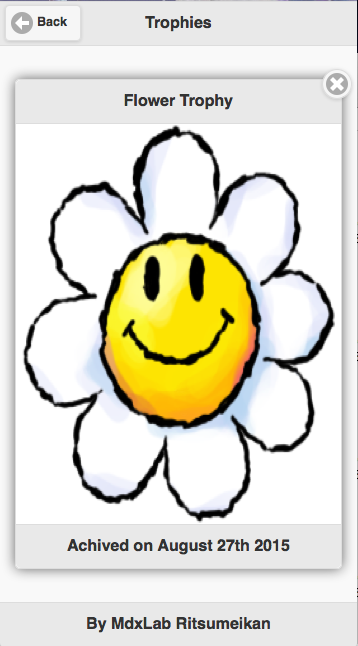 Back
Trophies
Flower Trophy
Achived on August 27th 2015
By MdxLab Ritsumeikan